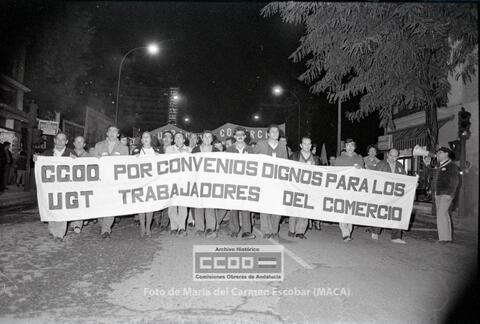 COMERC
CCOO. POR CONVENIOS DIGNOS PARA LOS
UGT TRABAJADORES DEL COMERCIO
Archivo Histórico
CCOO
Comisiones Obreras de Andalucía
Foto de María del Carmen Escobar (MACA)